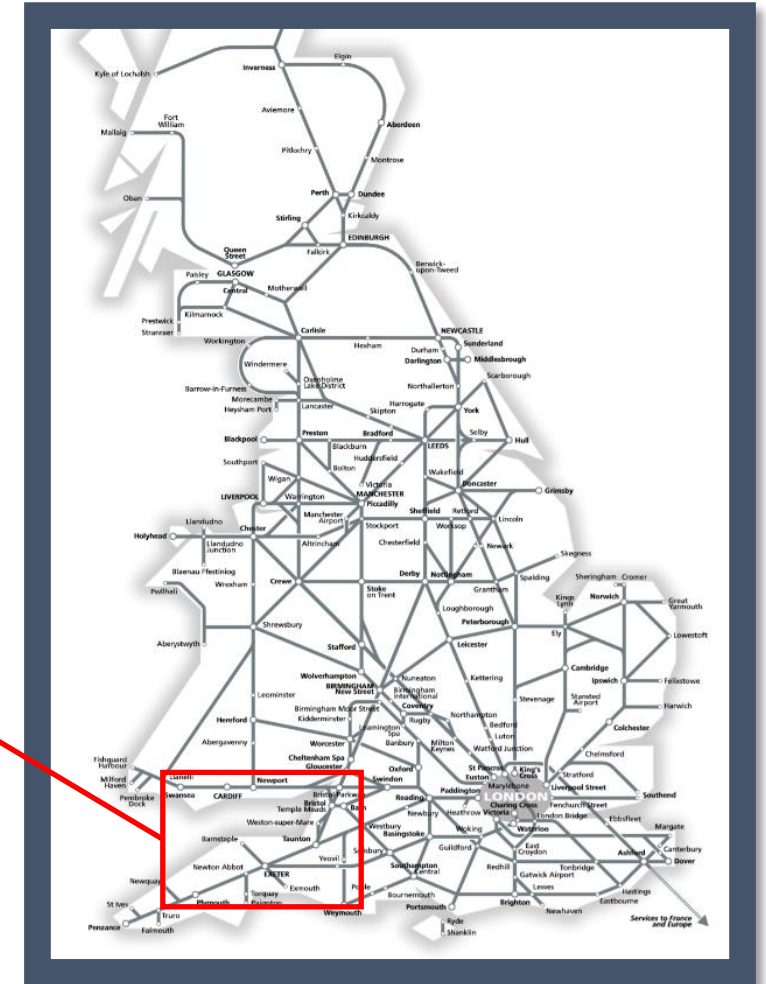 Elgin
Inverness
Kyle of Lochalsh
Aviemore
Fort
William
Aberdeen
Mallaig
Pitlochry
Montrose
Perth
Dundee
Oban
Stirling
Kirkcaldy
EDINBURGH
Queen
Street
Falkirk
Berwick-
upon-Tweed
Paisley
GLASGOW
Central
Motherwell
Prestwick
Kilmarnock
Stranraer
Carlisle
NEWCASTLE
Workington
Hexham
Durham
Sunderland
Darlington
Middlesbrough
Windermere
Scarborough
Oxenholme
Lake District
Northallerton
Barrow-in-Furness
Morecambe
Heysham Port
Lancaster
Harrogate
York
Skipton
Blackpool
Preston
Bradford
Selby
Blackburn
LEEDS
Hull
Huddersfield
Southport
Bolton
Wakefield
Wigan
Victoria
Doncaster
MANCHESTER
Piccadilly
LIVERPOOL
Warrington
Grimsby
Manchester
Airport
Sheffield
Retford
Llandudno
Chester
Stockport
Worksop
Lincoln
Holyhead
Llandudno
Junction
Altrincham
Chesterfield
Newark
Skegness
Blaenau Ffestiniog
Wrexham
Crewe
Derby
Nottingham
Spalding
Sheringham
Cromer
Pwllheli
Stoke
on Trent
Grantham
Kings
Lynn
Norwich
Great
Yarmouth
Loughborough
Shrewsbury
Peterborough
Ely
Lowestoft
Aberystwyth
Stafford
Leicester
Wolverhampton
Cambridge
BIRMINGHAM
New Street
Nuneaton
Kettering
Ipswich
Felixstowe
Leominster
Birmingham
International
Stevenage
Stansted
Airport
Birmingham Moor Street
Coventry
Harwich
Hereford
Kidderminster
Rugby
Northampton
Leamington
Spa
Bedford
Colchester
Abergavenny
Worcester
Banbury
Milton
Keynes
Luton
Watford Junction
Chelmsford
Fishguard
Harbour
Cheltenham Spa
Gloucester
Oxford
St Pancras
King's
Cross
Stratford
Milford
Haven
Llanelli
Newport
Swindon
Euston
Marylebone
Liverpool Street
Pembroke
Dock
Swansea
CARDIFF
Bristol Parkway
Reading
Paddington
LONDON
Southend
Bristol
Temple Meads
Bath
Fenchurch Street
Newbury
Heathrow
Victoria
Charing Cross
London Bridge
Weston-super-Mare
Westbury
Basingstoke
Woking
Waterloo
Ebbsfleet
Margate
Barnstaple
Taunton
Salisbury
Guildford
East
Croydon
Canterbury
Yeovil
Redhill
Tonbridge
Ashford
Dover
Newton Abbot
EXETER
Southampton
Central
Gatwick Airport
Newquay
Exmouth
Poole
Lewes
Hastings
Torquay
Bournemouth
Eastbourne
St Ives
Plymouth
Paignton
Weymouth
Portsmouth
Brighton
Newhaven
Truro
Penzance
Falmouth
Ryde
Shanklin
Services to France
and Europe